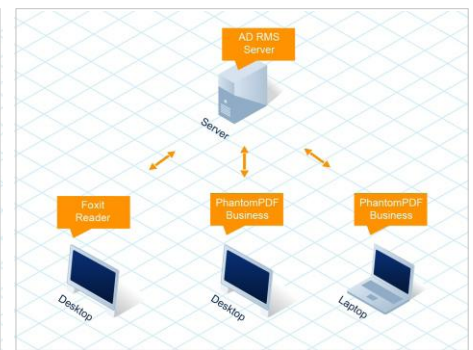 AD RMS
Server
Server
Foxit
Reader
PhantomPDF
Business
PhantomPDF
Business
Desktop
Desktop
Laptop